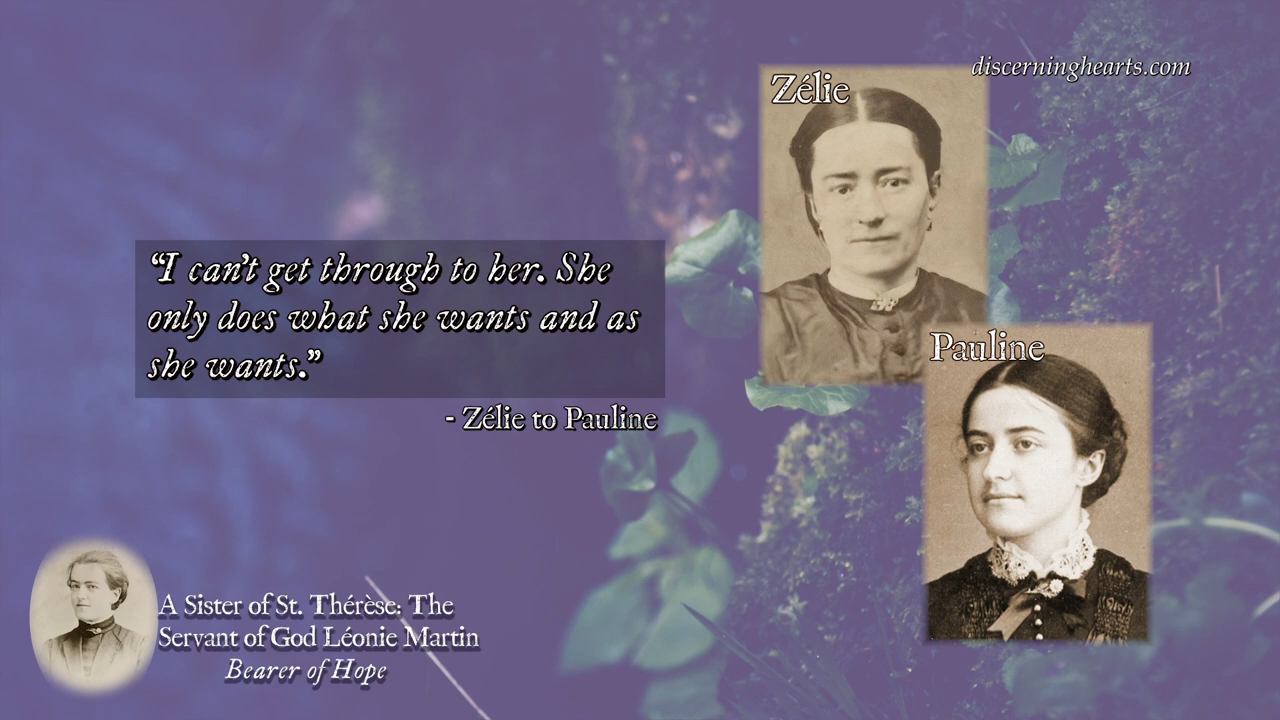 discerninghearts.com
Zélie
“I can’t get through to her. She
only does what she wants and as
she wants.”
- Zélie to Pauline
Pauline
A Sister of St. Thérèse: The
Servant of God Léonie Martin
Bearer of Hope